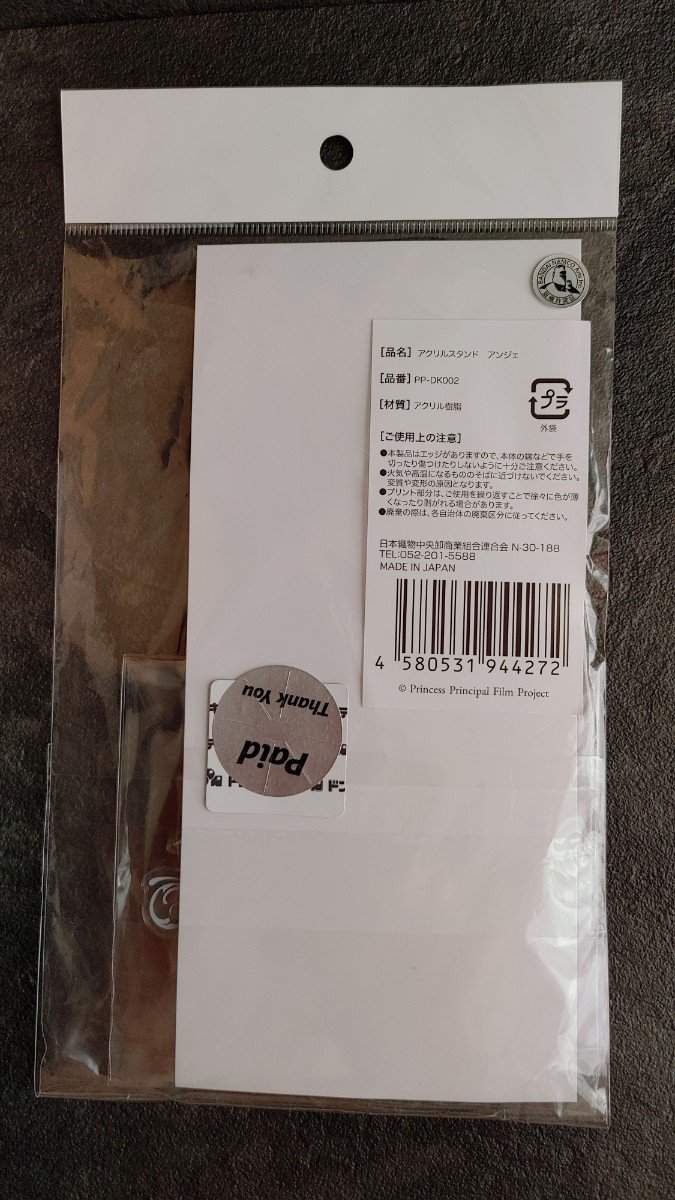 BANDAI NAMCO Arts Inc.
[品名] アクリルスタンド アンジェ
[品番] PP-DK002
[材質] アクリル樹脂
プラ
外袋
[ご使用上の注意]
●本製品はエッジがありますので、本体の端などで手を
切ったり傷つけたりしないように十分ご注意ください。
●火気や高温になるもののそばに近づけないでください。
変質や変形の原因となります。
●プリント部分は、ご使用を繰り返すことで徐々に色が薄
くなったり剥がれる場合があります。
●廃棄の際は、各自治体の廃棄区分に従ってください。
日本織物中央卸商業組合連合会 N-30-188
TEL:052-201-5588
MADE IN JAPAN
4 580531 944272
© Princess Principal Film Project
Paid
Thank You